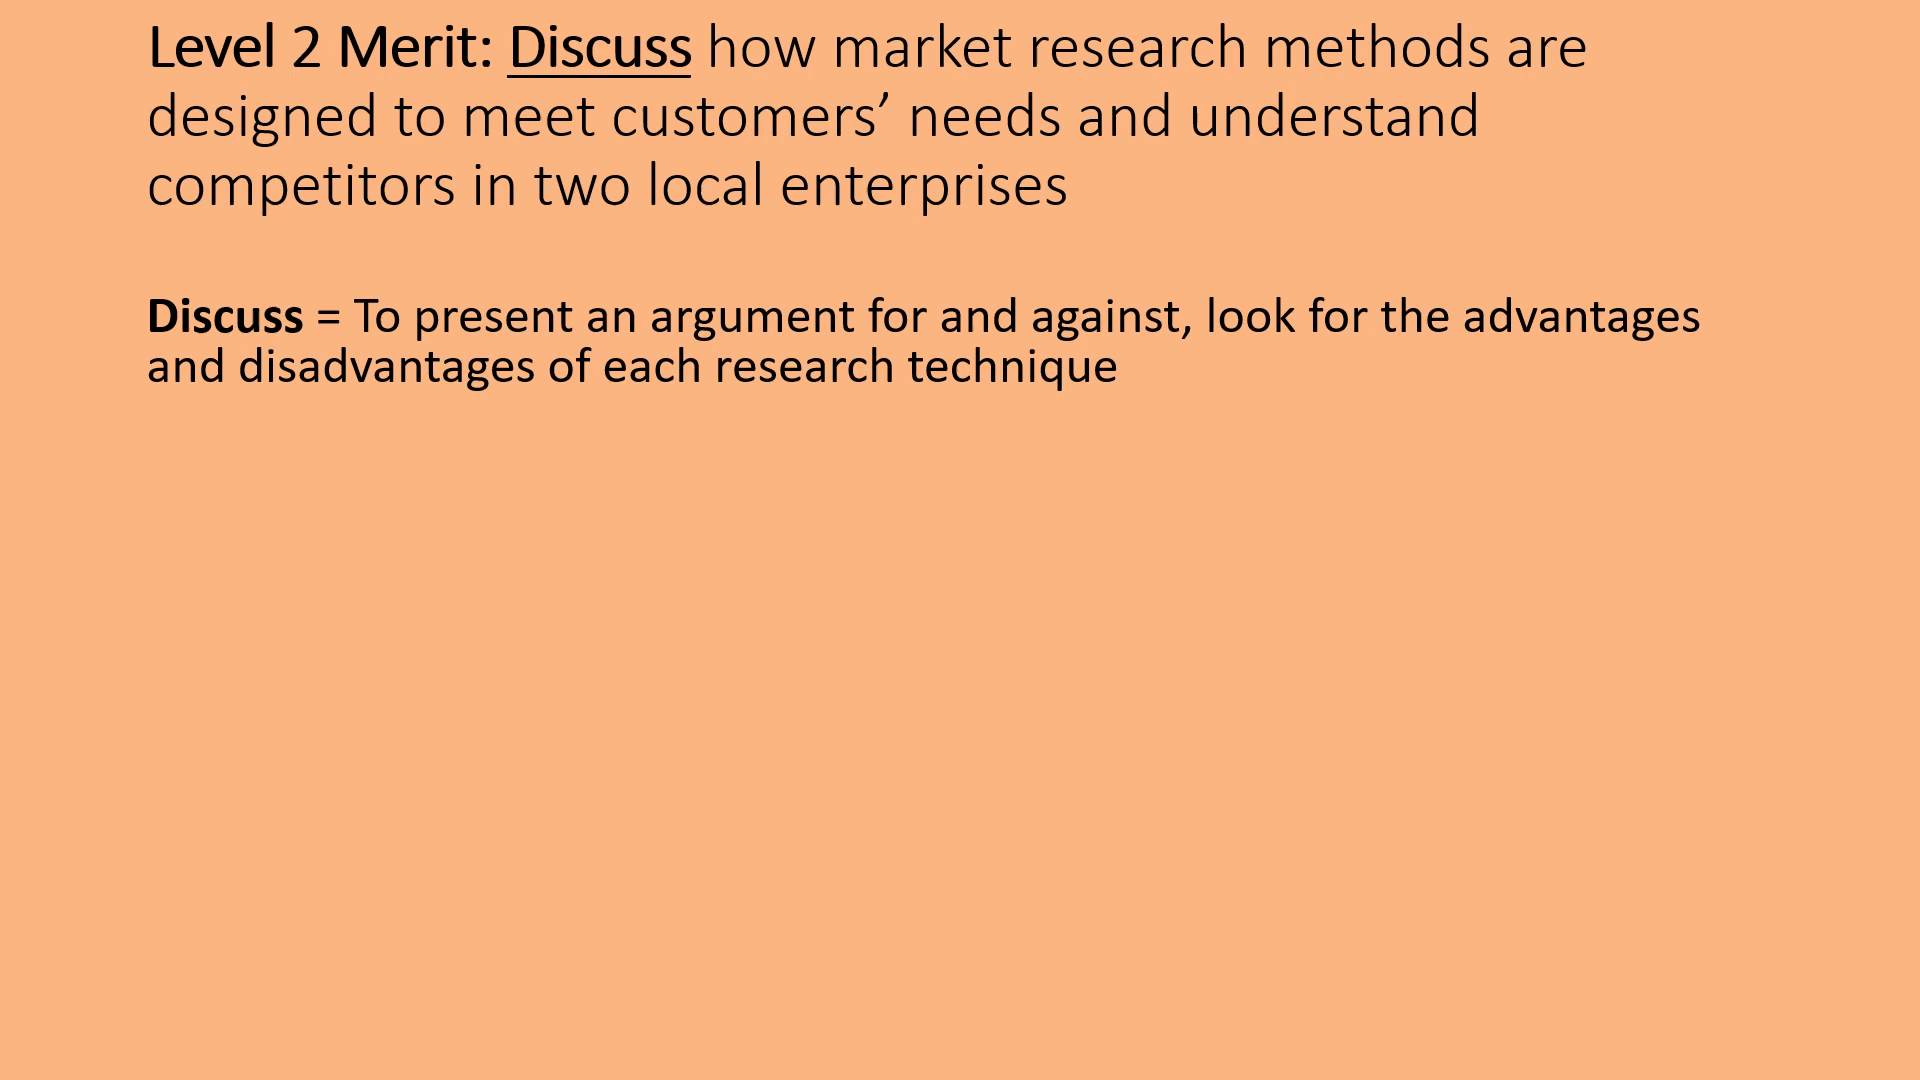 Level 2 Merit: Discuss how market research methods are
designed to meet customers’ needs and understand
competitors in two local enterprises
Discuss = To present an argument for and against, look for the advantages
and disadvantages of each research technique